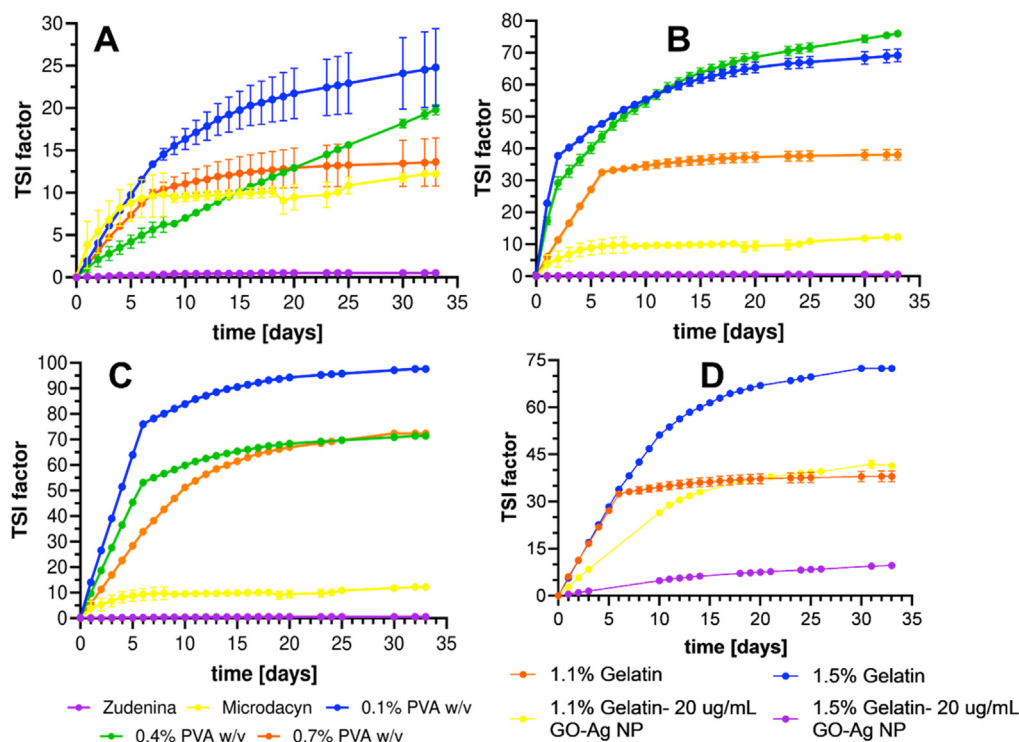 A
TSI factor
30
25
20
15
10
5
0
0 5 10 15 20 25 30 35
time [days]
B
TSI factor
80
70
60
50
40
30
20
10
0
0 5 10 15 20 25 30 35
time [days]
C
TSI factor
100
90
80
70
60
50
40
30
20
10
0
0 5 10 15 20 25 30 35
time [days]
D
TSI factor
75
60
45
30
15
0
0 5 10 15 20 25 30 35
time [days]
Zudenina Microdacyn 0.1% PVA w/v
0.4% PVA w/v 0.7% PVA w/v
1.1% Gelatin 1.5% Gelatin
1.1% Gelatin- 20 ug/mL
GO-Ag NP
1.5% Gelatin- 20 ug/mL
GO-Ag NP